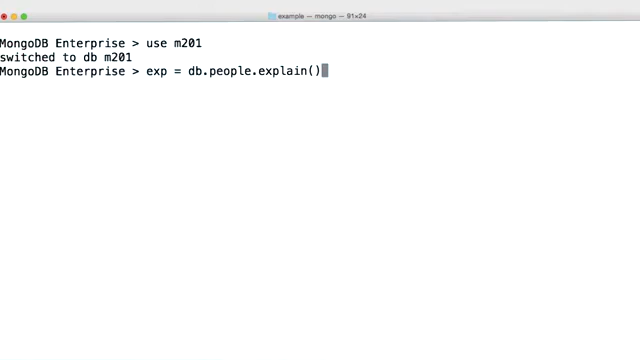 example — mongo — 91×24
MongoDB Enterprise > use m201
switched to db m201
MongoDB Enterprise > exp = db.people.explain()